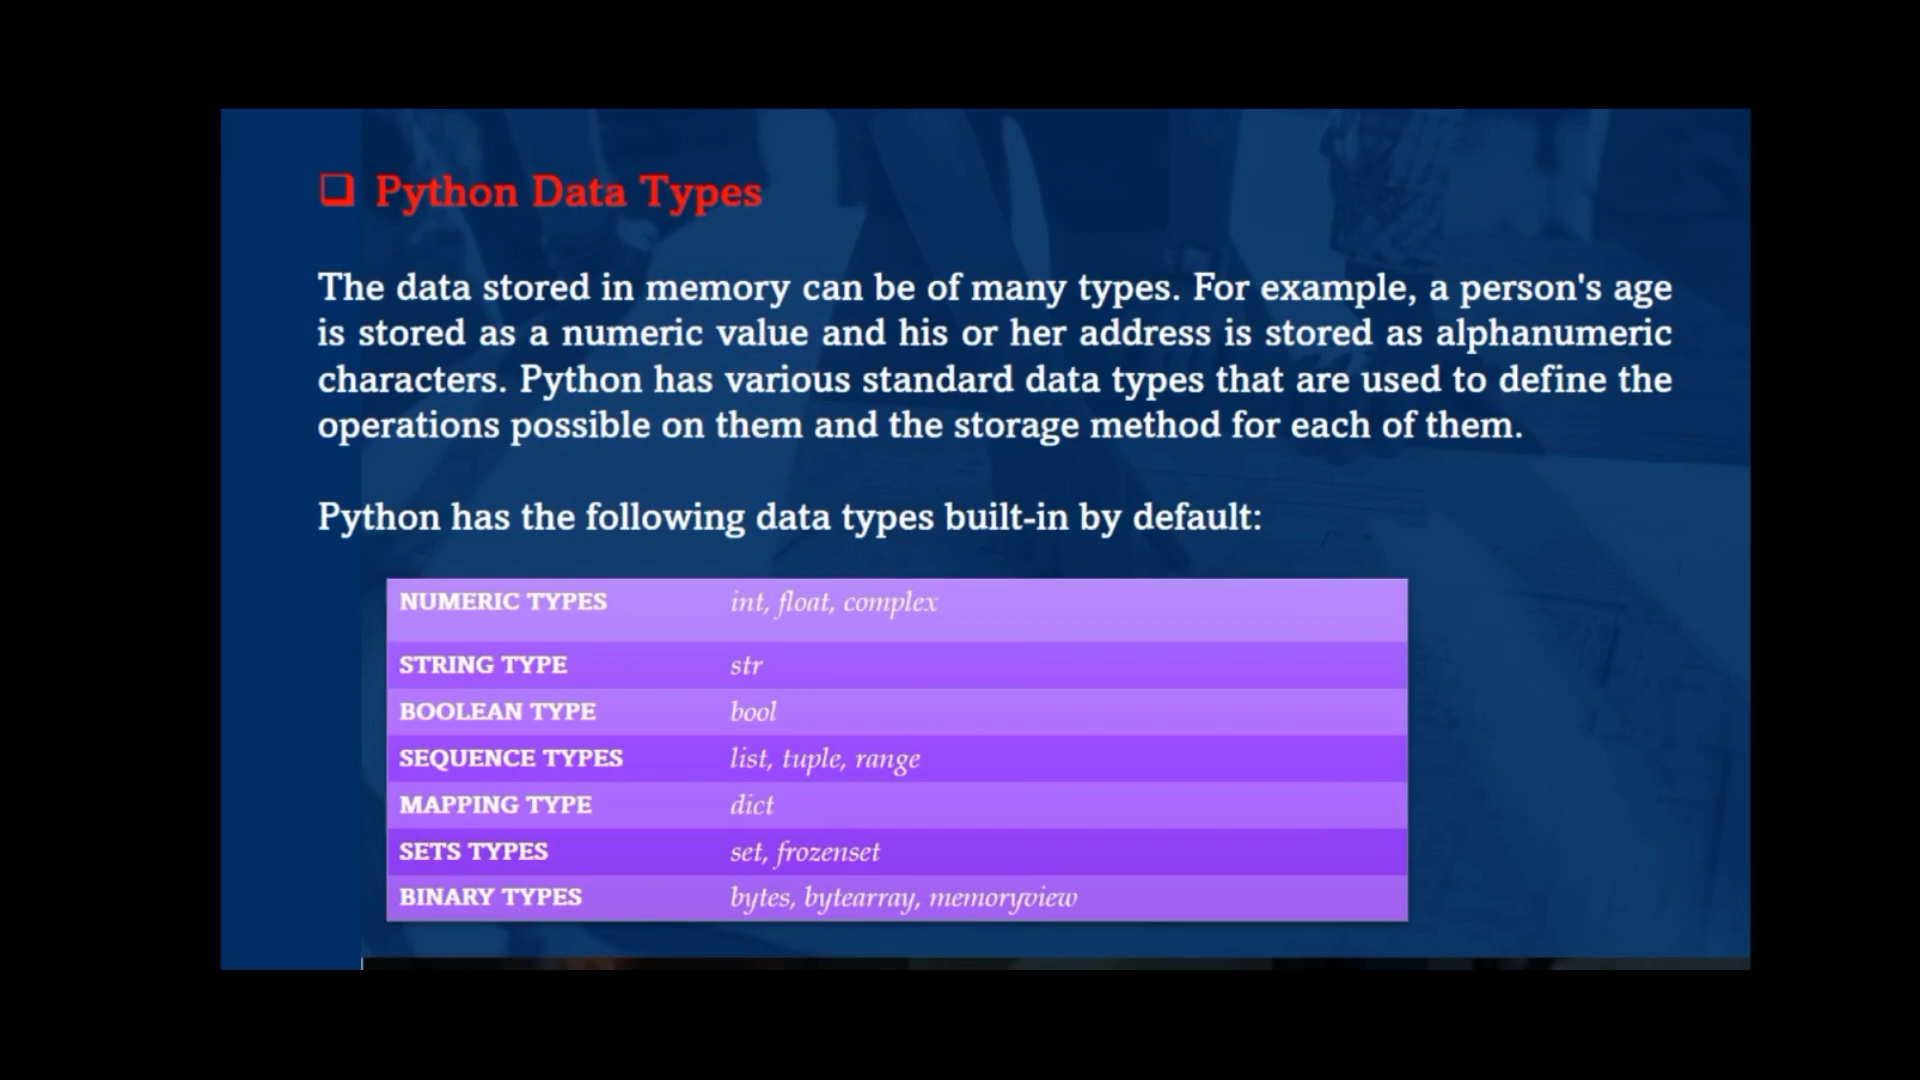 ❑ Python Data Types
The data stored in memory can be of many types. For example, a person's age
is stored as a numeric value and his or her address is stored as alphanumeric
characters. Python has various standard data types that are used to define the
operations possible on them and the storage method for each of them.
Python has the following data types built-in by default:
NUMERIC TYPES int, float, complex
STRING TYPE str
BOOLEAN TYPE bool
SEQUENCE TYPES list, tuple, range
MAPPING TYPE dict
SETS TYPES set, frozenset
BINARY TYPES bytes, bytearray, memoryview